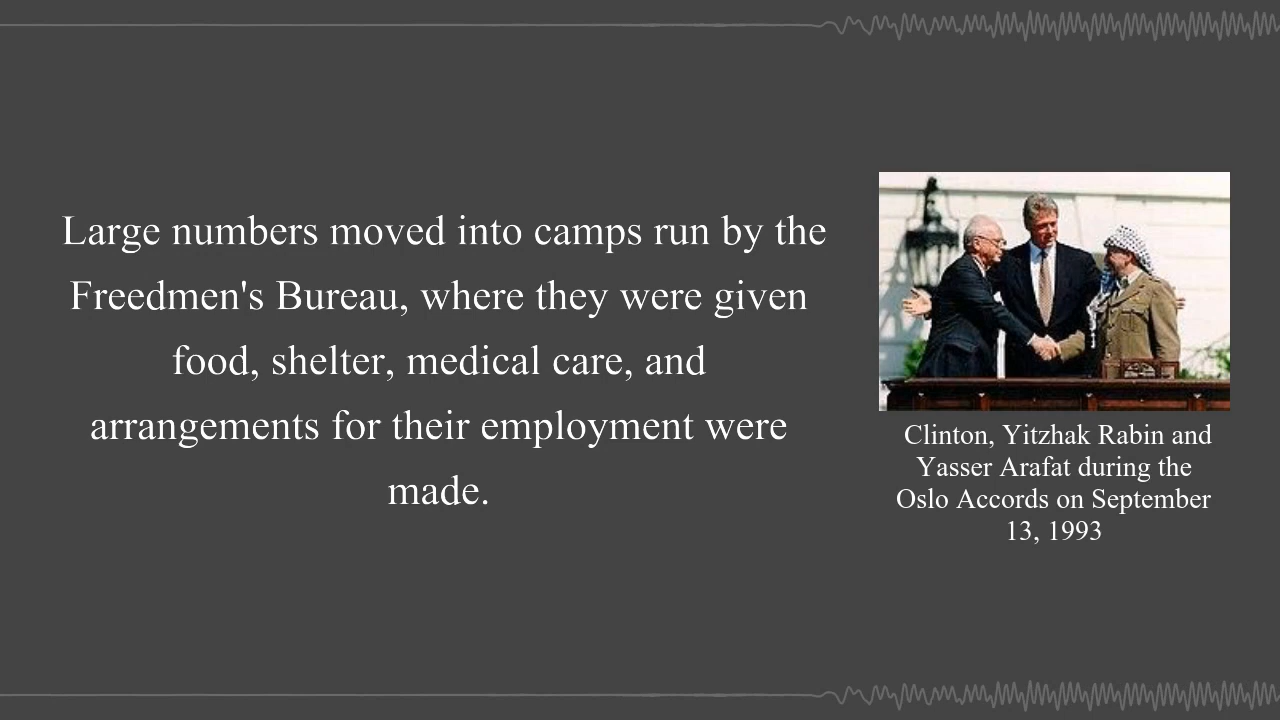 Large numbers moved into camps run by the
Freedmen's Bureau, where they were given
food, shelter, medical care, and
arrangements for their employment were
made.
Clinton, Yitzhak Rabin and
Yasser Arafat during the
Oslo Accords on September
13, 1993